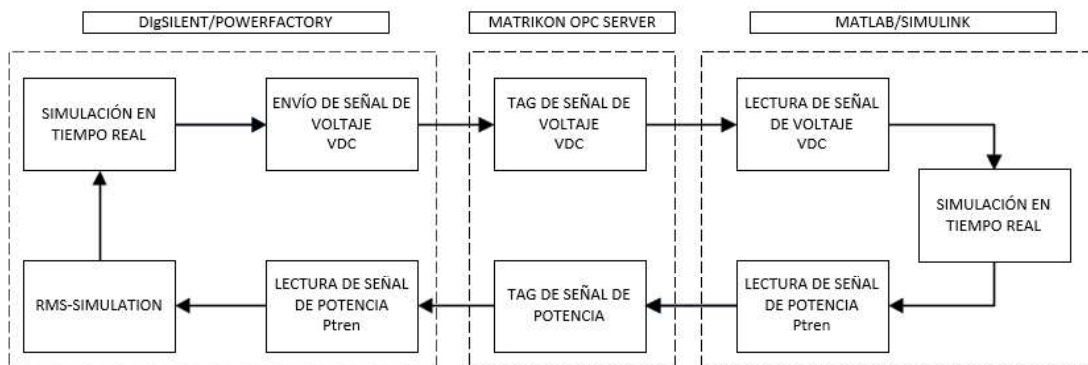 DIgSILENT/POWERFACTORY
MATRIKON OPC SERVER
MATLAB/SIMULINK
SIMULACIÓN EN
TIEMPO REAL
ENVÍO DE SEÑAL DE
VOLTAJE
VDC
TAG DE SEÑAL DE
VOLTAJE
VDC
LECTURA DE SEÑAL
DE VOLTAJE
VDC
SIMULACIÓN EN
TIEMPO REAL
RMS-SIMULATION
LECTURA DE SEÑAL
DE POTENCIA
Ptren
TAG DE SEÑAL DE
POTENCIA
LECTURA DE SEÑAL
DE POTENCIA
Ptren